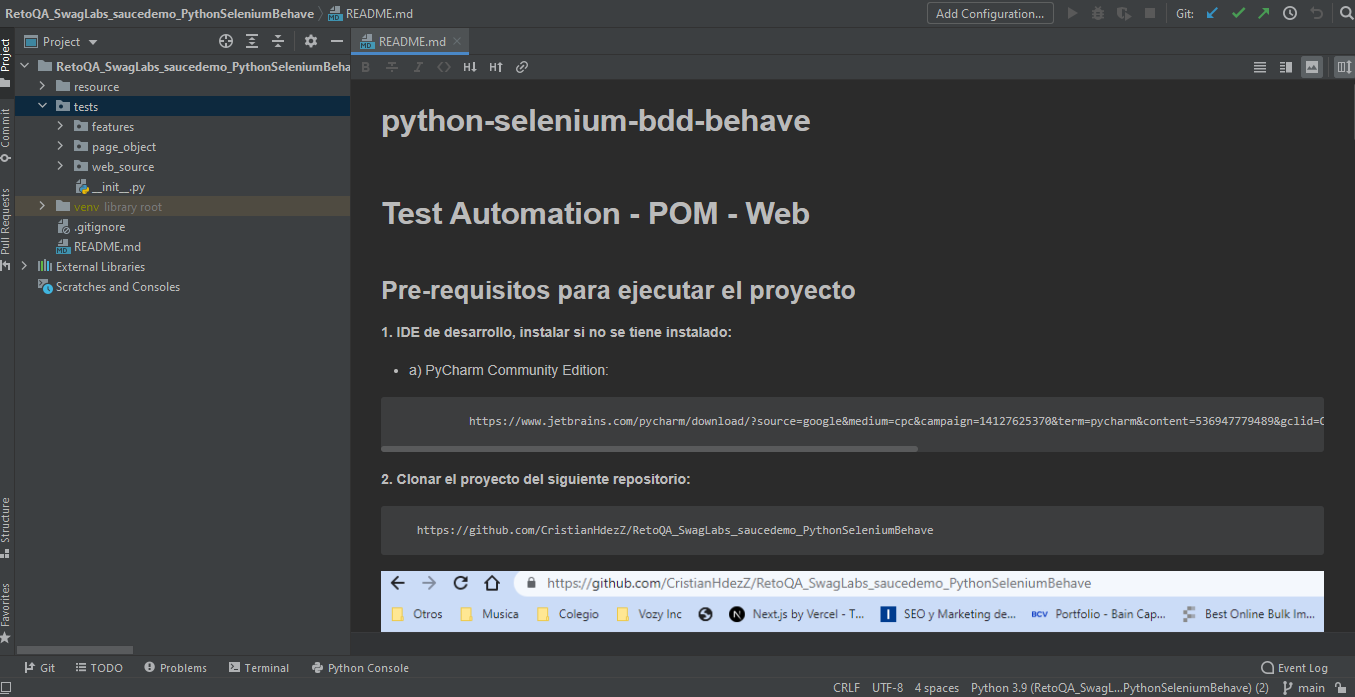 RetoQA_SwagLabs_saucedemo_PythonSeleniumBehave README.md
Add Configuration... Git:
Project
README.md
Project
Commit
Pull Requests
Structure
Favorites
RetoQA_SwagLabs_saucedemo_PythonSeleniumBeha
resource
tests
features
page_object
web_source
__init__.py
venv library root
.gitignore
README.md
External Libraries
Scratches and Consoles
python-selenium-bdd-behave
Test Automation - POM - Web
Pre-requisitos para ejecutar el proyecto
1. IDE de desarrollo, instalar si no se tiene instalado:
• a) PyCharm Community Edition:
https://www.jetbrains.com/pycharm/download/?source=google&medium=cpc&campaign=14127625370&term=pycharm&content=536947779489&gclid=C
2. Clonar el proyecto del siguiente repositorio:
https://github.com/CristianHdezZ/RetoQA_SwagLabs_saucedemo_PythonSeleniumBehave
https://github.com/CristianHdezZ/RetoQA_SwagLabs_saucedemo_PythonSeleniumBehave
Otros Musica Colegio Vozy Inc N Next.js by Vercel - T... I SEO y Marketing de... BCV Portfolio - Bain Cap... Best Online Bulk Im...
Git TODO Problems Terminal Python Console Event Log
CRLF UTF-8 4 spaces Python 3.9 (RetoQA_SwagL...PythonSeleniumBehave) (2) main